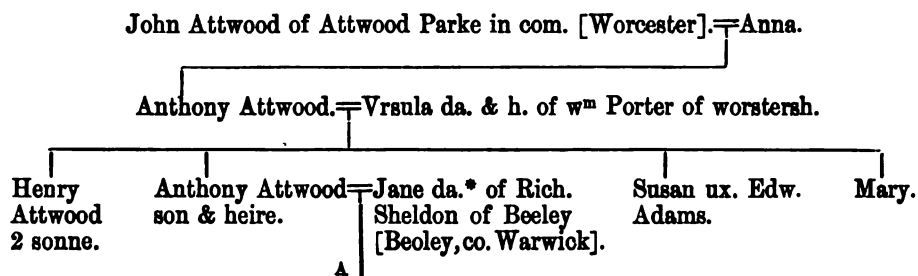 John Attwood of Attwood Parke in com. [Worcester].=Anna.
Anthony Attwood.=Vrsula da. & h. of wᵐ Porter of worstersh.
Henry
Attwood
2 sonne.
Anthony Attwood=
son & heire.
Jane da.* of Rich.
Sheldon of Beeley
[Beoley, co. Warwick].
Susan ux. Edw.
Adams.
Mary.
A